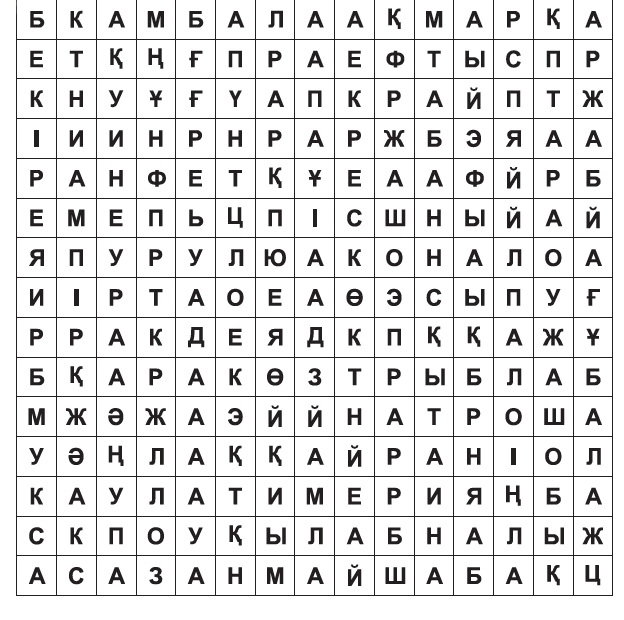 Б К А М Б А Л А А Қ М А Р Қ А
Е Т Қ Ң Ғ П Р А Е Ф Т Ы С П Р
К Н У Ұ Ғ Ү А П К Р А Й П Т Ж
І И И Н Р Н Р А Р Ж Б Э Я А А
Р А Н Ф Е Т Қ Ұ Е А А Ф Й Р Б
Е М Е П Ь Ц П І С Ш Н Ы Й А Й
Я П У Р У Л Ю А К О Н А Л О А
И І Р Т А О Е А Ө Э С Ы П У Ғ
Р Р А К Д Е Я Д К П Қ Қ А Ж Ұ
Б Қ А Р А К Ө З Т Р Ы Б Л А Б
М Ж Ә Ж А Э Й Й Н А Т Р О Ш А
У Ә Ң Л А Қ Қ А Й Р А Н І О Л
К А У Л А Т И М Е Р И Я Ң Б А
С К П О У Қ Ы Л А Б Н А Л Ы Ж
А С А З А Н М А Й Ш А Б А Қ Ц